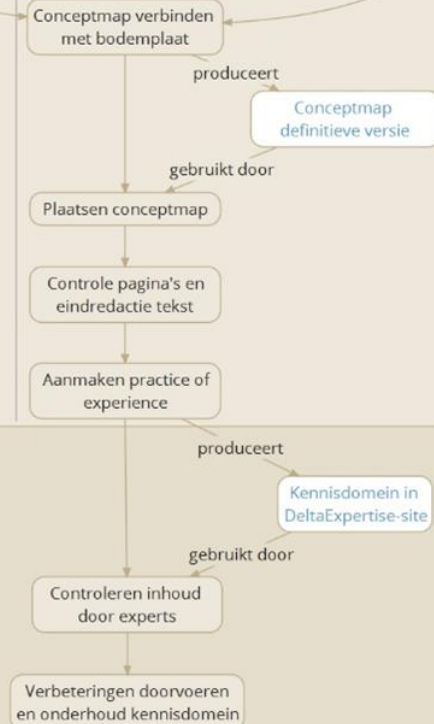 Conceptmap verbinden
met bodemplaat
produceert
Conceptmap
definitieve versie
gebruikt door
Plaatsen conceptmap
Controle pagina's en
eindredactie tekst
Aanmaken practice of
experience
produceert
Kennisdomein in
DeltaExpertise-site
gebruikt door
Controleren inhoud
door experts
Verbeteringen doorvoeren
en onderhoud kennisdomein